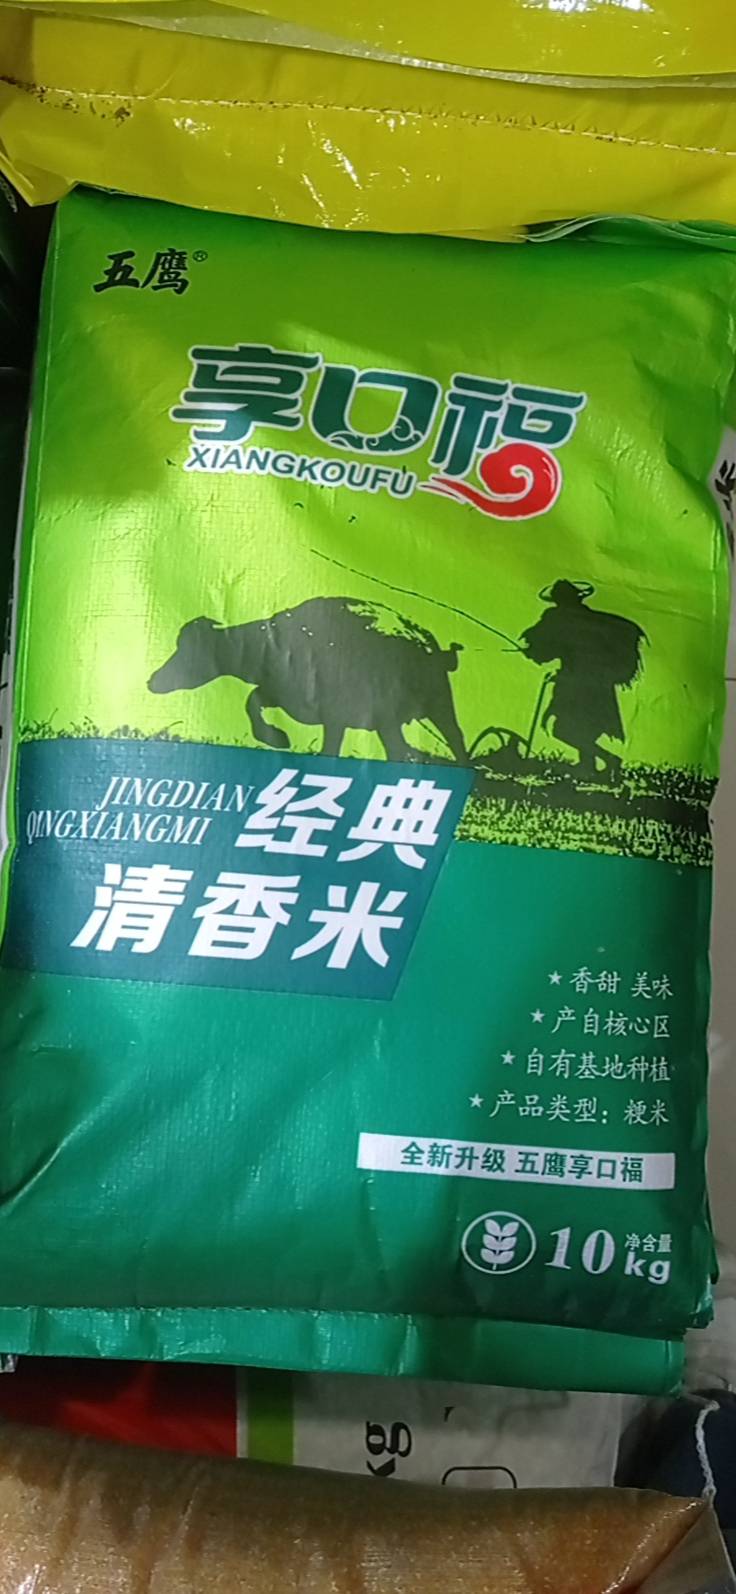 五鹰®
享口福
XIANGKOUFU
JINGDIAN
QINGXIANGMI
经典
清香米
★香甜 美味
★产自核心区
★自有基地种植
★产品类型：粳米
全新升级 五鹰享口福
10kg
净含量
kg